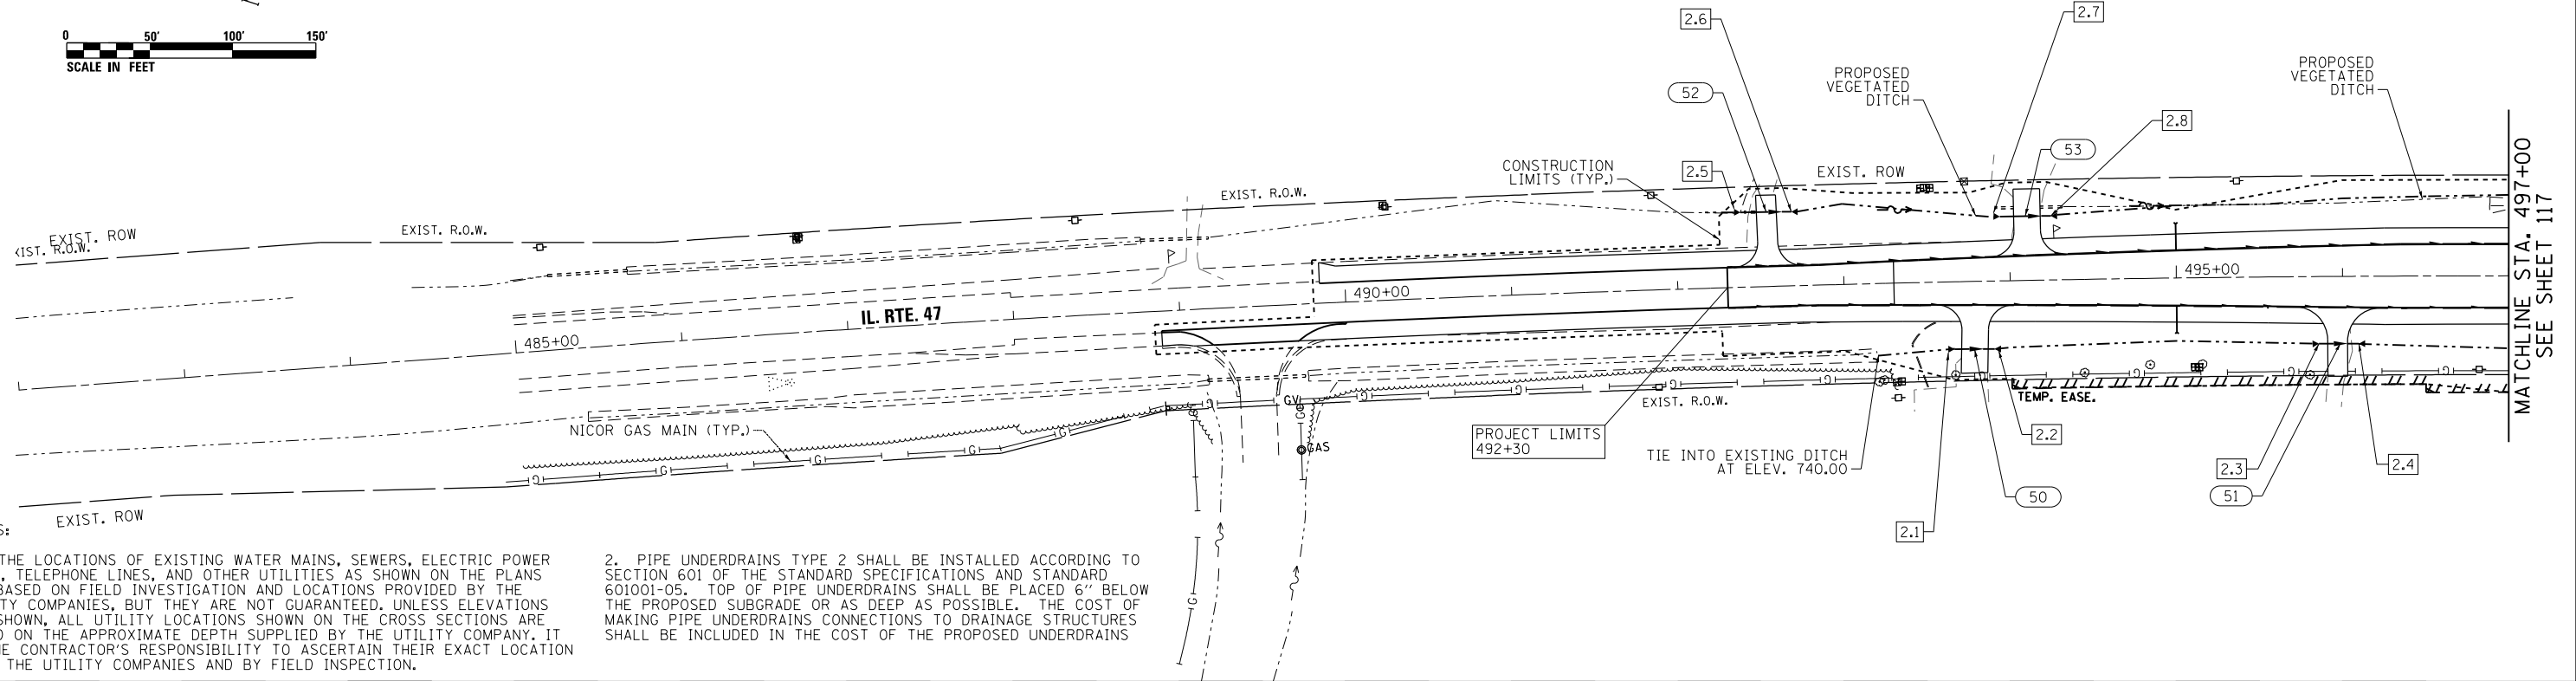 0 50' 100' 150'
SCALE IN FEET
2.6
2.7
52
PROPOSED
VEGETATED
DITCH
PROPOSED
VEGETATED
DITCH
2.8
53
CONSTRUCTION
LIMITS (TYP.)
2.5
EXIST. ROW
EXIST. R.O.W.
EXIST. R.O.W.
EXIST. ROW
XIST. R.O.W.
MATCHLINE STA. 497+00
SEE SHEET 117
495+00
490+00
IL. RTE. 47
485+00
GV
GAS
NICOR GAS MAIN (TYP.)
G G G G
EXIST. R.O.W.
TEMP. EASE.
PROJECT LIMITS
492+30
TIE INTO EXISTING DITCH
AT ELEV. 740.00
2.2
2.3
2.4
50
51
2.1
EXIST. ROW
S:
THE LOCATIONS OF EXISTING WATER MAINS, SEWERS, ELECTRIC POWER
, TELEPHONE LINES, AND OTHER UTILITIES AS SHOWN ON THE PLANS
BASED ON FIELD INVESTIGATION AND LOCATIONS PROVIDED BY THE
TY COMPANIES, BUT THEY ARE NOT GUARANTEED. UNLESS ELEVATIONS
SHOWN, ALL UTILITY LOCATIONS SHOWN ON THE CROSS SECTIONS ARE
D ON THE APPROXIMATE DEPTH SUPPLIED BY THE UTILITY COMPANY. IT
E CONTRACTOR'S RESPONSIBILITY TO ASCERTAIN THEIR EXACT LOCATION
THE UTILITY COMPANIES AND BY FIELD INSPECTION.
2. PIPE UNDERDRAINS TYPE 2 SHALL BE INSTALLED ACCORDING TO
SECTION 601 OF THE STANDARD SPECIFICATIONS AND STANDARD
601001-05. TOP OF PIPE UNDERDRAINS SHALL BE PLACED 6" BELOW
THE PROPOSED SUBGRADE OR AS DEEP AS POSSIBLE. THE COST OF
MAKING PIPE UNDERDRAINS CONNECTIONS TO DRAINAGE STRUCTURES
SHALL BE INCLUDED IN THE COST OF THE PROPOSED UNDERDRAINS